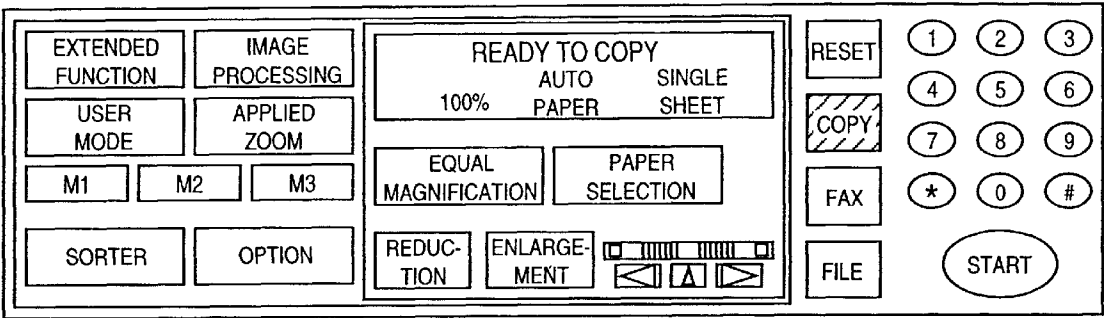 EXTENDED
FUNCTION
IMAGE
PROCESSING
USER
MODE
APPLIED
ZOOM
M1
M2
M3
SORTER
OPTION
READY TO COPY
100%
AUTO
PAPER
SINGLE
SHEET
EQUAL
MAGNIFICATION
PAPER
SELECTION
REDUC-
TION
ENLARGE-
MENT
RESET
COPY
FAX
FILE
1 2 3
4 5 6
7 8 9
* 0 #
START